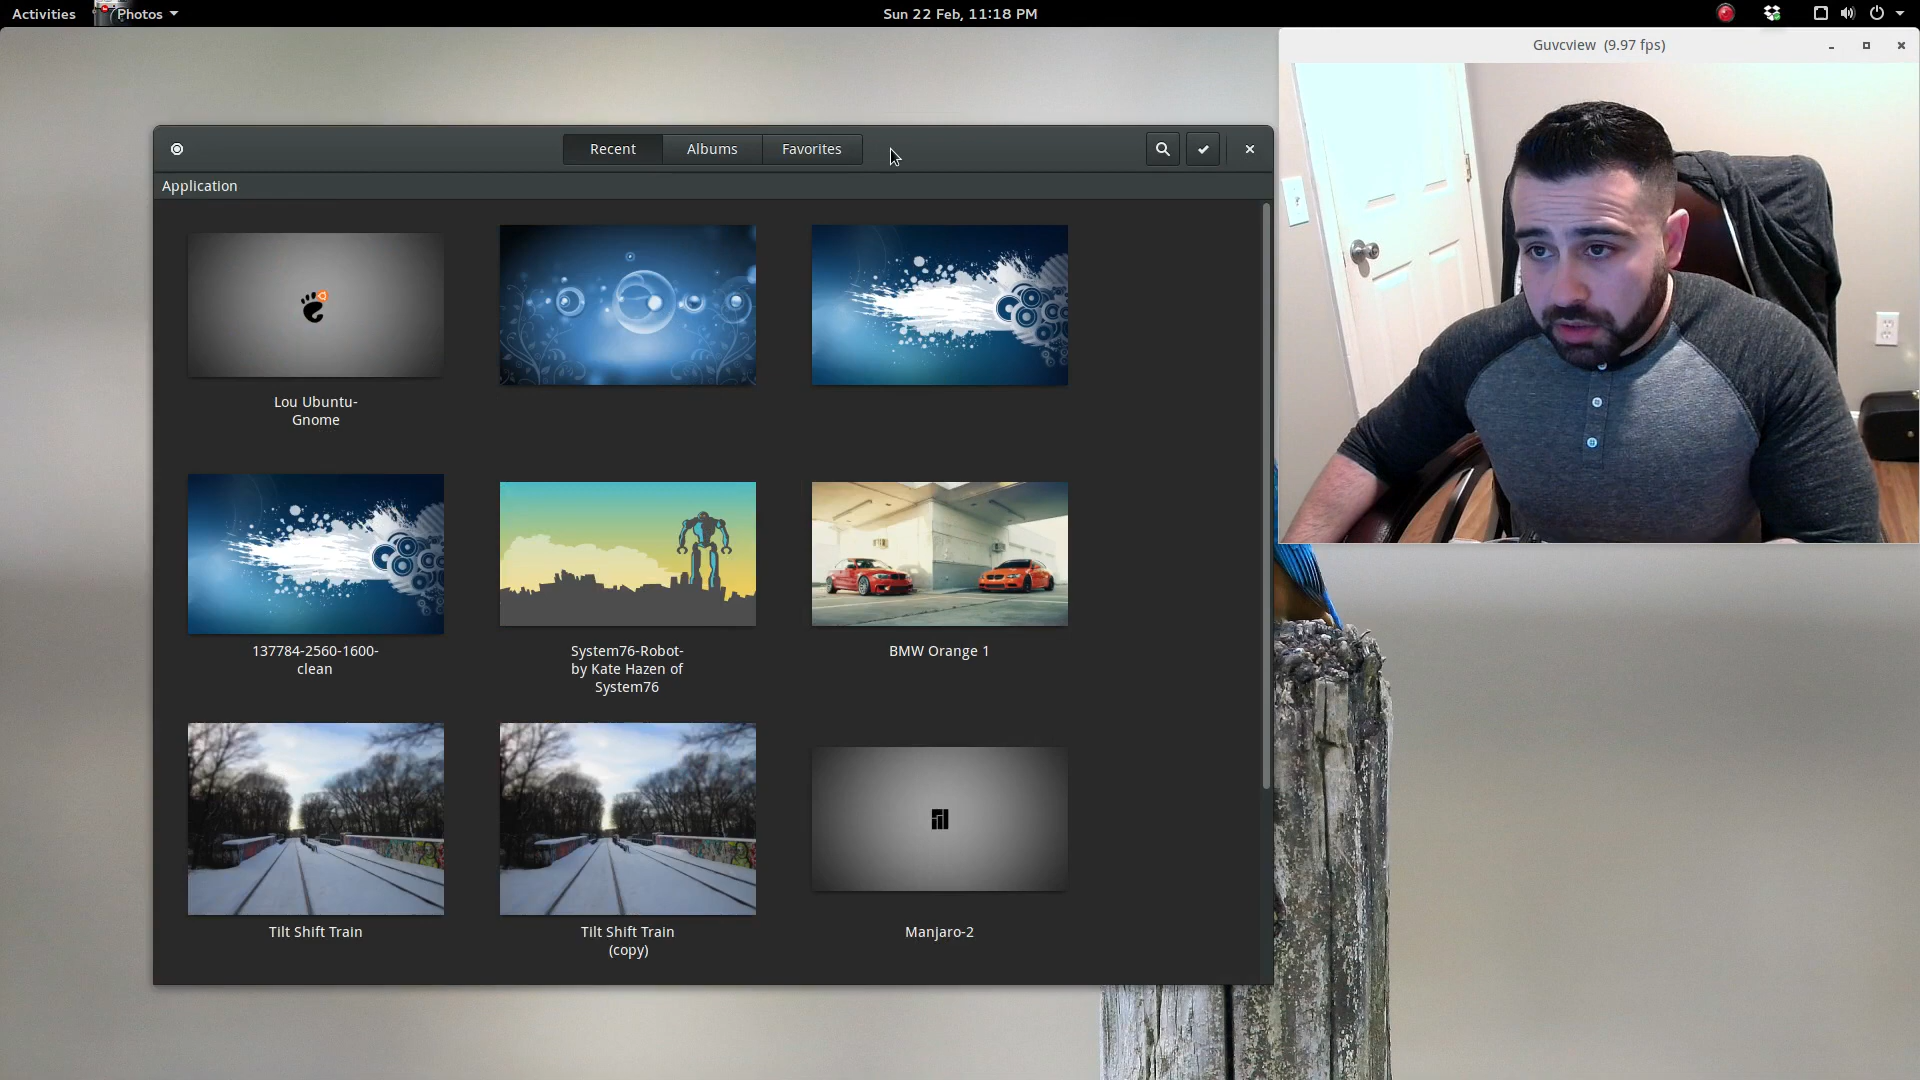 Activities
Photos
Sun 22 Feb, 11:18 PM
Guvcview (9.97 fps)
Recent
Albums
Favorites
Application
Lou Ubuntu-
Gnome
137784-2560-1600-
clean
System76-Robot-
by Kate Hazen of
System76
BMW Orange 1
Tilt Shift Train
Tilt Shift Train
(copy)
Manjaro-2